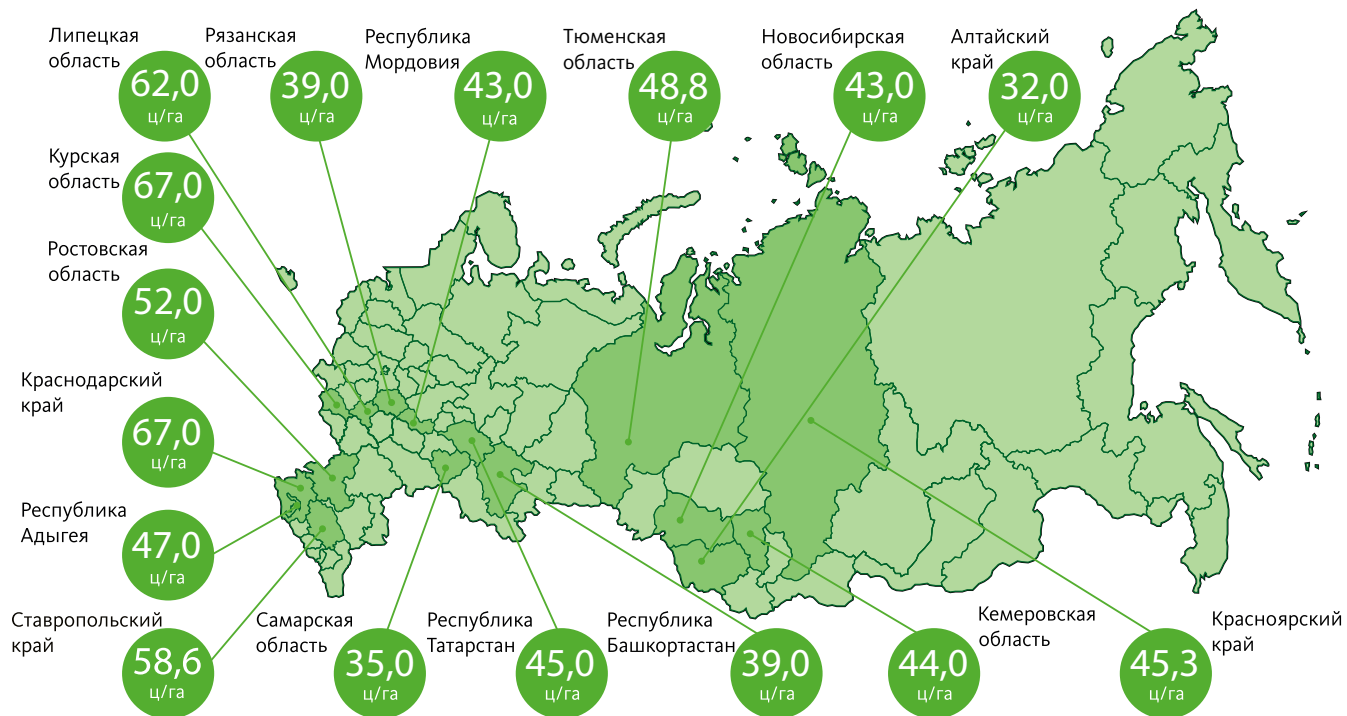 Липецкая
область
62,0
ц/га
Рязанская
область
39,0
ц/га
Республика
Мордовия
43,0
ц/га
Тюменская
область
48,8
ц/га
Новосибирская
область
43,0
ц/га
Алтайский
край
32,0
ц/га
Курская
область
67,0
ц/га
Ростовская
область
52,0
ц/га
Краснодарский
край
67,0
ц/га
Республика
Адыгея
47,0
ц/га
Ставропольский
край
58,6
ц/га
Самарская
область
35,0
ц/га
Республика
Татарстан
45,0
ц/га
Республика
Башкортастан
39,0
ц/га
44,0
ц/га
Кемеровская
область
45,3
ц/га
Красноярский
край